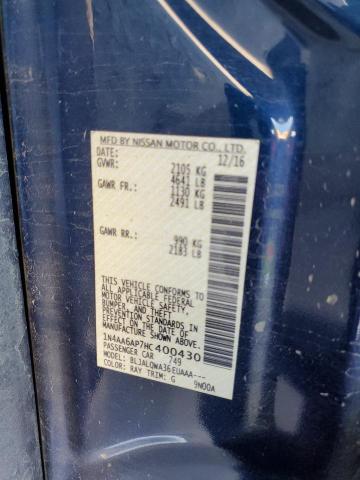 MFD BY NISSAN MOTOR CO., LTD.
DATE: 12/16
GVWR: 2105 KG
4641 LB
GAWR FR: 1130 KG
2491 LB
GAWR RR: 990 KG
2183 LB
THIS VEHICLE CONFORMS
TO ALL APPLICABLE FEDERAL
MOTOR VEHICLE SAFETY,
BUMPER, AND THEFT
PREVENTION STANDARDS IN
EFFECT ON THE DATE OF
MANUFACTURE SHOWN ABOVE.
1N4AA6AP7HC400430
PASSENGER CAR 749
MODEL: BLJALQWA36EUAAA---
COLOR: RAY TRIM: G 9N00A